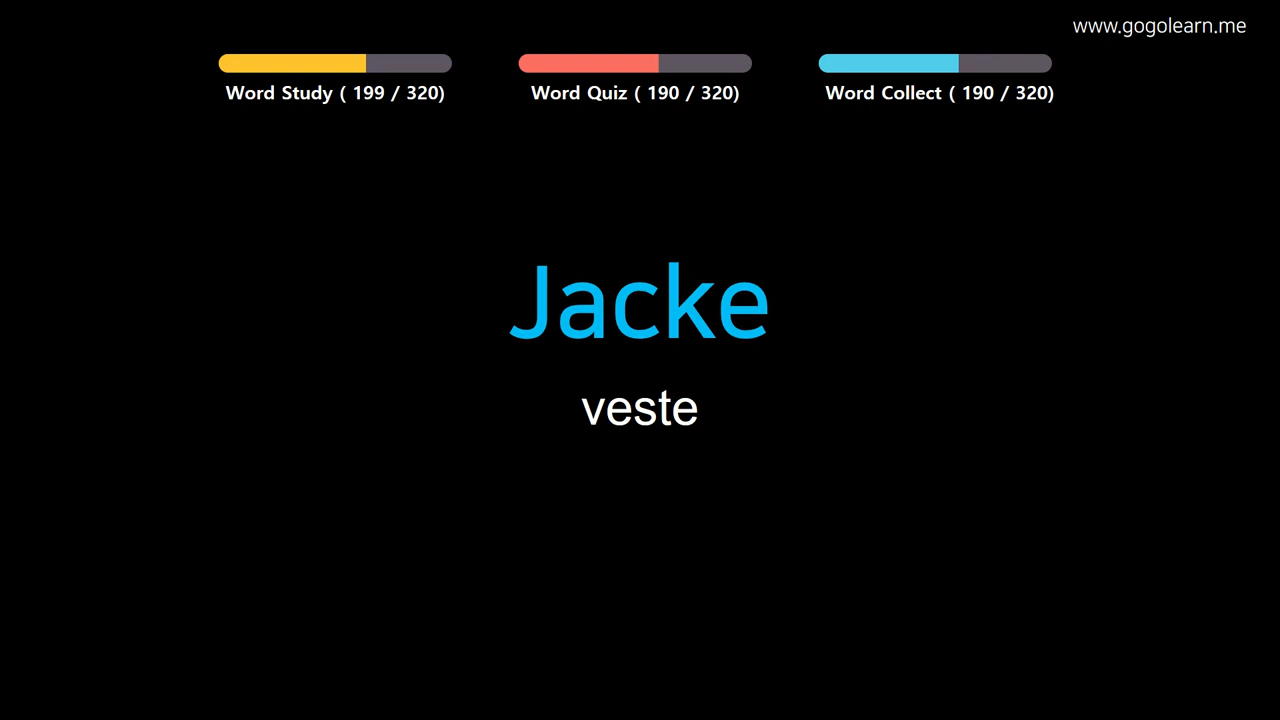 www.gogolearn.me
Word Study ( 199 / 320)
Word Quiz ( 190 / 320)
Word Collect ( 190 / 320)
Jacke
veste